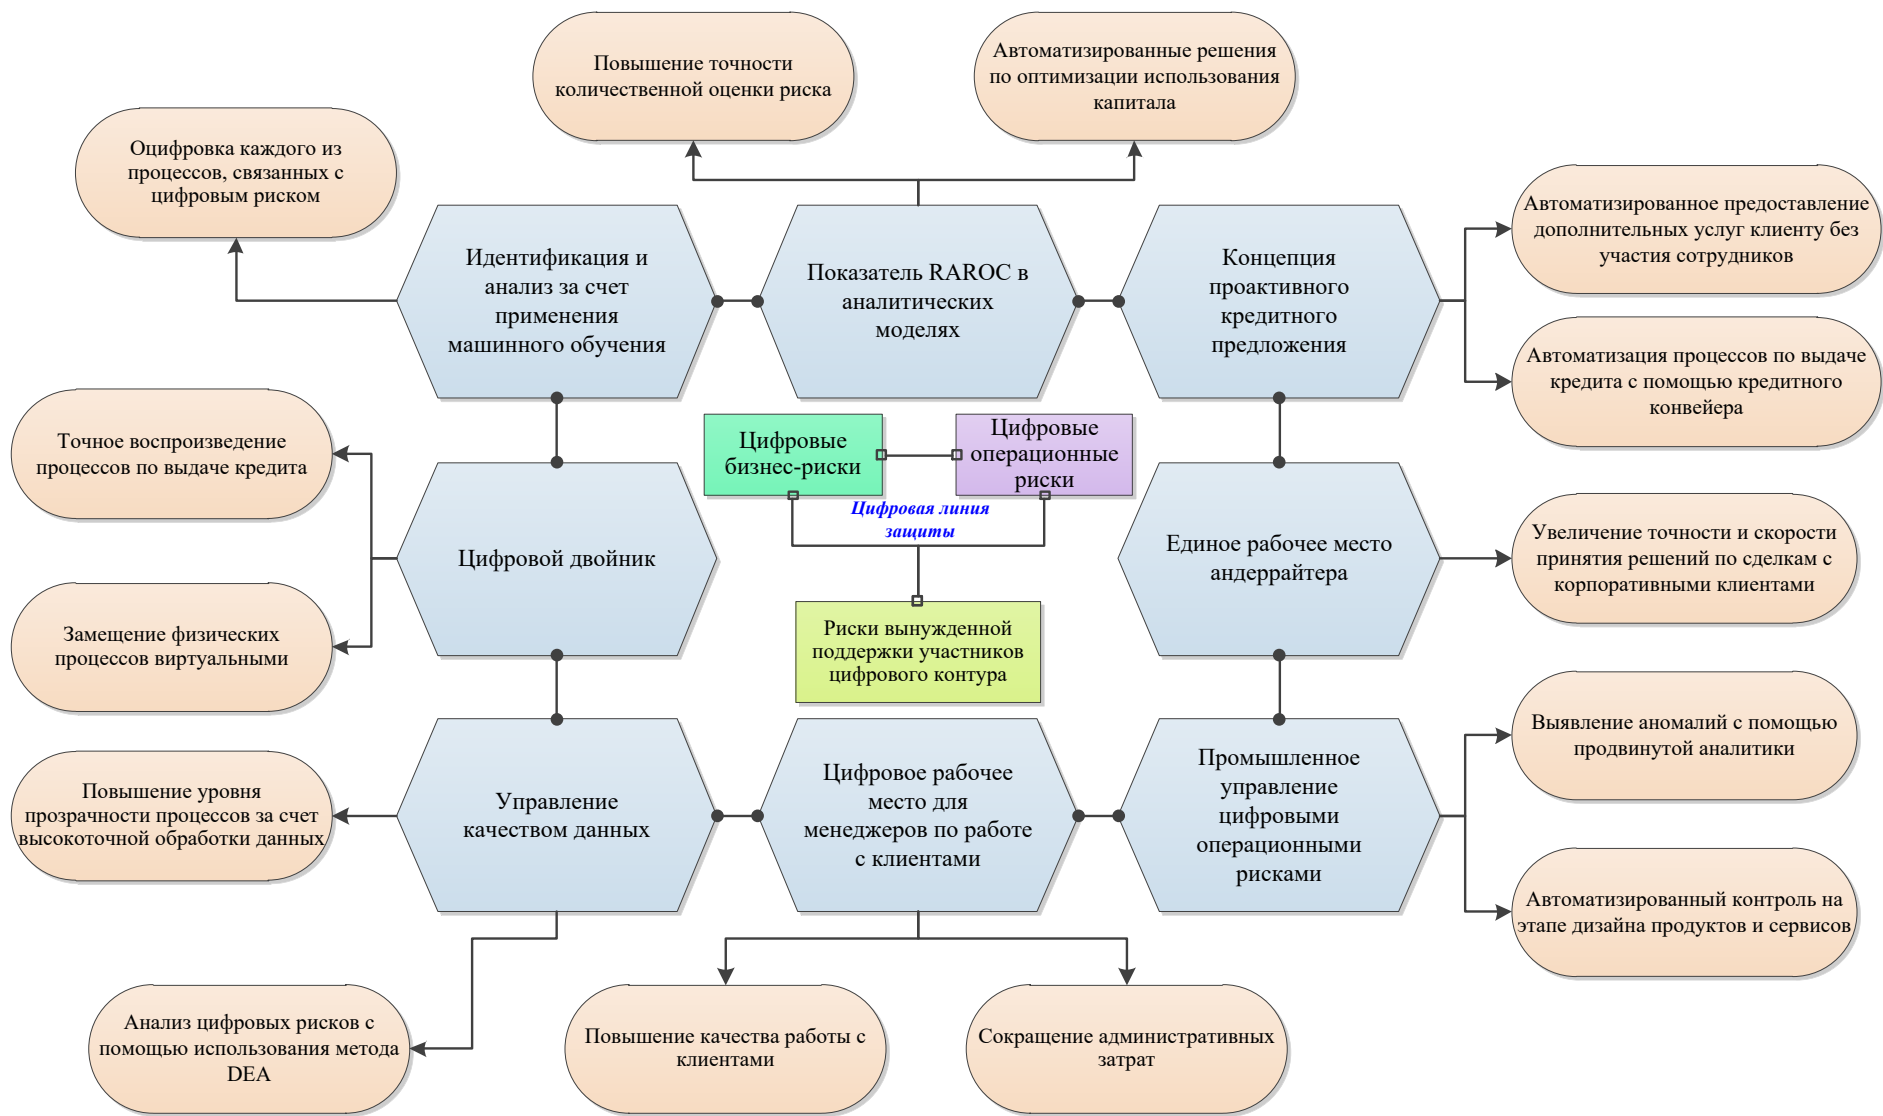 Повышение точности
количественной оценки риска
Автоматизированные решения
по оптимизации использования
капитала
Оцифровка каждого из
процессов, связанных с
цифровым риском
Идентификация и
анализ за счет
применения
машинного обучения
Показатель RAROC в
аналитических
моделях
Концепция
проактивного
кредитного
предложения
Автоматизированное предоставление
дополнительных услуг клиенту без
участия сотрудников
Автоматизация процессов по выдаче
кредита с помощью кредитного
конвейера
Точное воспроизведение
процессов по выдаче кредита
Цифровые
бизнес-риски
Цифровые
операционные
риски
Цифровая линия
защиты
Цифровой двойник
Единое рабочее место
андеррайтера
Увеличение точности и скорости
принятия решений по сделкам с
корпоративными клиентами
Замещение физических
процессов виртуальными
Риски вынужденной
поддержки участников
цифрового контура
Выявление аномалий с помощью
продвинутой аналитики
Повышение уровня
прозрачности процессов за счет
высокоточной обработки данных
Управление
качеством данных
Цифровое рабочее
место для
менеджеров по работе
с клиентами
Промышленное
управление
цифровыми
операционными
рисками
Автоматизированный контроль на
этапе дизайна продуктов и сервисов
Анализ цифровых рисков с
помощью использования метода
DEA
Повышение качества работы с
клиентами
Сокращение административных
затрат